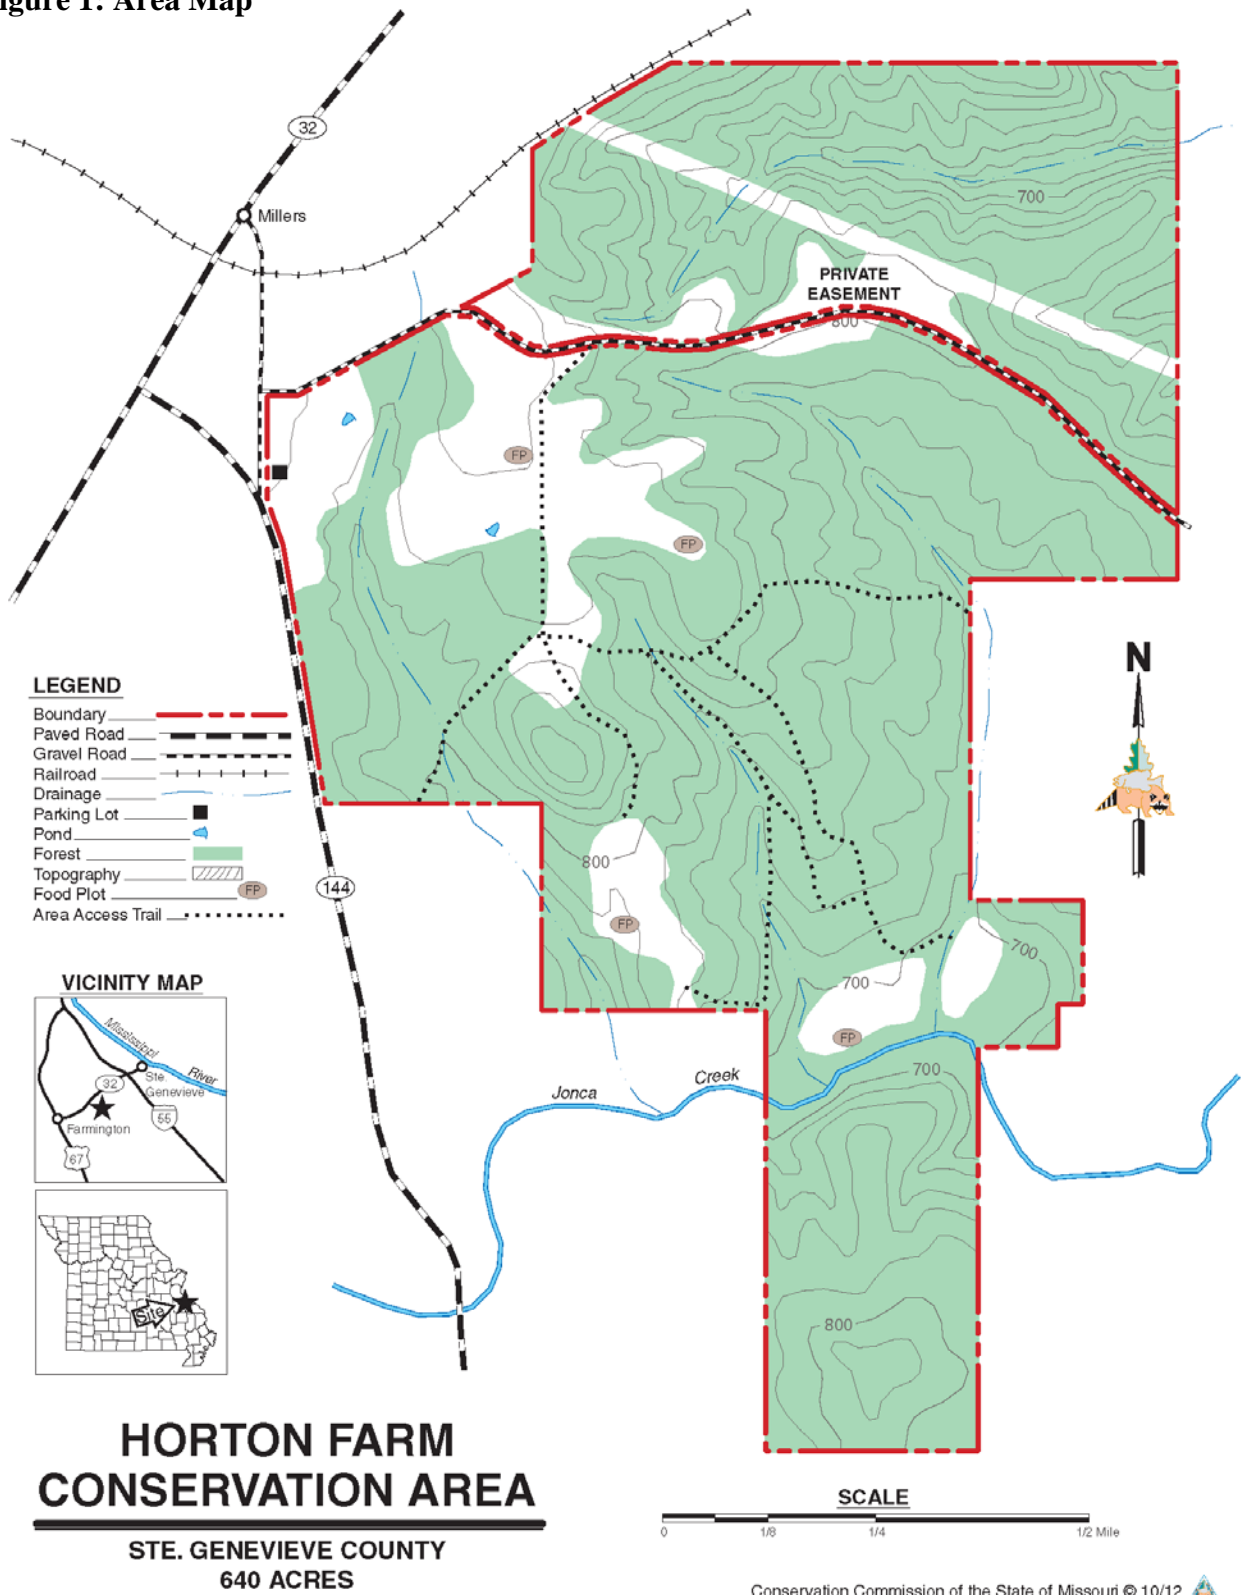 Figure 1: Area Map
32
Millers
700
PRIVATE
EASEMENT
800
FP
FP
N
LEGEND
Boundary
Paved Road
Gravel Road
Railroad
Drainage
Parking Lot
Pond
Forest
Topography
Food Plot FP
Area Access Trail
144
800
FP
700
700
FP
700
Jonca Creek
800
VICINITY MAP
Mississippi River
32
Ste.
Genevieve
55
Farmington
67
Site
HORTON FARM
CONSERVATION AREA
STE. GENEVIEVE COUNTY
640 ACRES
SCALE
0 1/8 1/4 1/2 Mile
Conservation Commission of the State of Missouri © 10/12